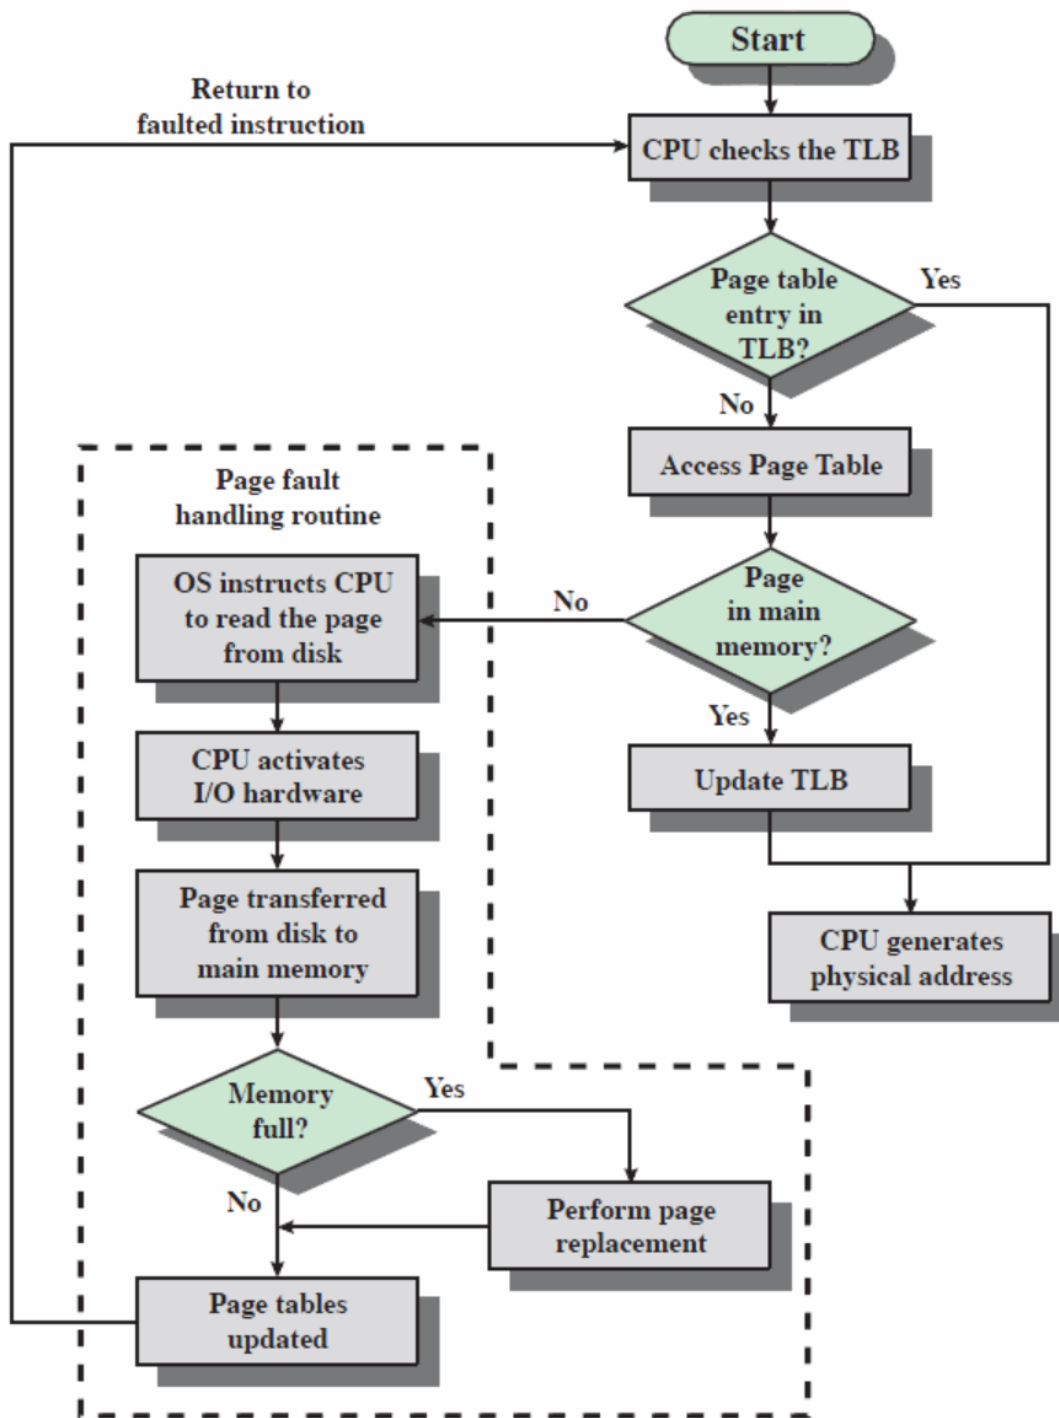 Start
Return to
faulted instruction
CPU checks the TLB
Page table
entry in
TLB?
Yes
No
Access Page Table
Page fault
handling routine
OS instructs CPU
to read the page
from disk
No
Page
in main
memory?
Yes
CPU activates
I/O hardware
Update TLB
Page transferred
from disk to
main memory
CPU generates
physical address
Memory
full?
Yes
No
Perform page
replacement
Page tables
updated